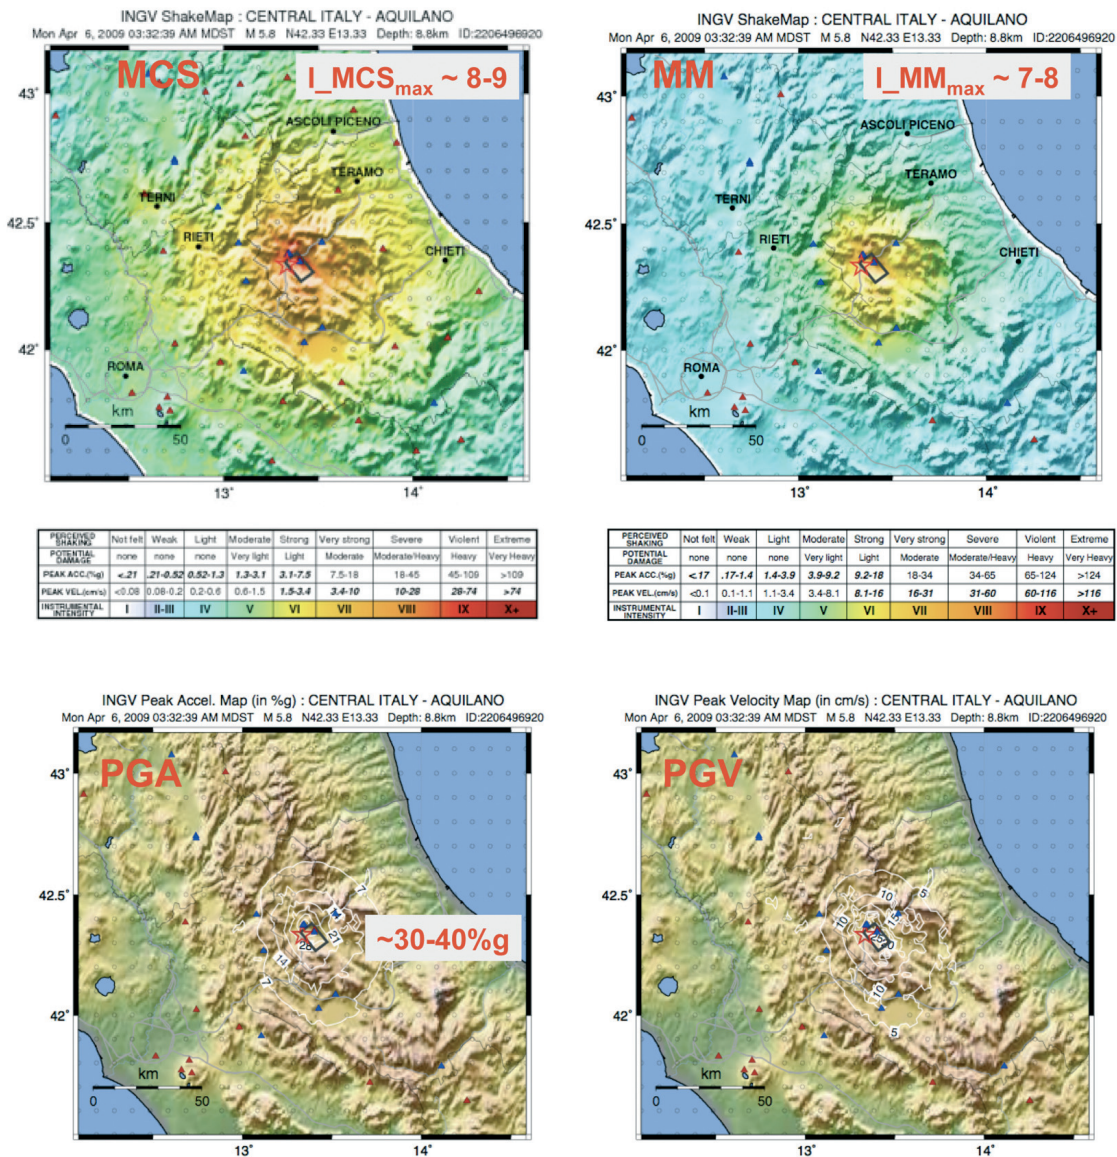 INGV ShakeMap : CENTRAL ITALY - AQUILANO
Mon Apr 6, 2009 03:32:39 AM MDST M 5.8 N42.33 E13.33 Depth: 8.8km ID:2206496920
MCS
I_MCSmax ~ 8-9
43˚
ASCOLI PICENO
TERAMO
TERNI
42.5˚
RIETI
CHIETI
42˚
ROMA
km
0 50
13˚ 14˚
PERCEIVED SHAKING Not felt Weak Light Moderate Strong Very strong Severe Violent Extreme
POTENTIAL DAMAGE none none none Very light Light Moderate Moderate/Heavy Heavy Very Heavy
PEAK ACC.(%g) <.21 .21-0.52 0.52-1.3 1.3-3.1 3.1-7.5 7.5-18 18-45 45-109 >109
PEAK VEL.(cm/s) <0.08 0.08-0.2 0.2-0.6 0.6-1.5 1.5-3.4 3.4-10 10-28 28-74 >74
INSTRUMENTAL INTENSITY I II-III IV V VI VII VIII IX X+
INGV ShakeMap : CENTRAL ITALY - AQUILANO
Mon Apr 6, 2009 03:32:39 AM MDST M 5.8 N42.33 E13.33 Depth: 8.8km ID:2206496920
MM
I_MMmax ~ 7-8
43˚
ASCOLI PICENO
TERAMO
TERNI
42.5˚
RIETI
CHIETI
42˚
ROMA
km
0 50
13˚ 14˚
PERCEIVED SHAKING Not felt Weak Light Moderate Strong Very strong Severe Violent Extreme
POTENTIAL DAMAGE none none none Very light Light Moderate Moderate/Heavy Heavy Very Heavy
PEAK ACC.(%g) <.17 .17-1.4 1.4-3.9 3.9-9.2 9.2-18 18-34 34-65 65-124 >124
PEAK VEL.(cm/s) <0.1 0.1-1.1 1.1-3.4 3.4-8.1 8.1-16 16-31 31-60 60-116 >116
INSTRUMENTAL INTENSITY I II-III IV V VI VII VIII IX X+
INGV Peak Accel. Map (in %g) : CENTRAL ITALY - AQUILANO
Mon Apr 6, 2009 03:32:39 AM MDST M 5.8 N42.33 E13.33 Depth: 8.8km ID:2206496920
PGA
43˚
42.5˚
7
21
28
~30-40%g
14
7
42˚
km
0 50
13˚ 14˚
INGV Peak Velocity Map (in cm/s) : CENTRAL ITALY - AQUILANO
Mon Apr 6, 2009 03:32:39 AM MDST M 5.8 N42.33 E13.33 Depth: 8.8km ID:2206496920
PGV
43˚
42.5˚
10 5
10 15
10
5
42˚
km
0 50
13˚ 14˚